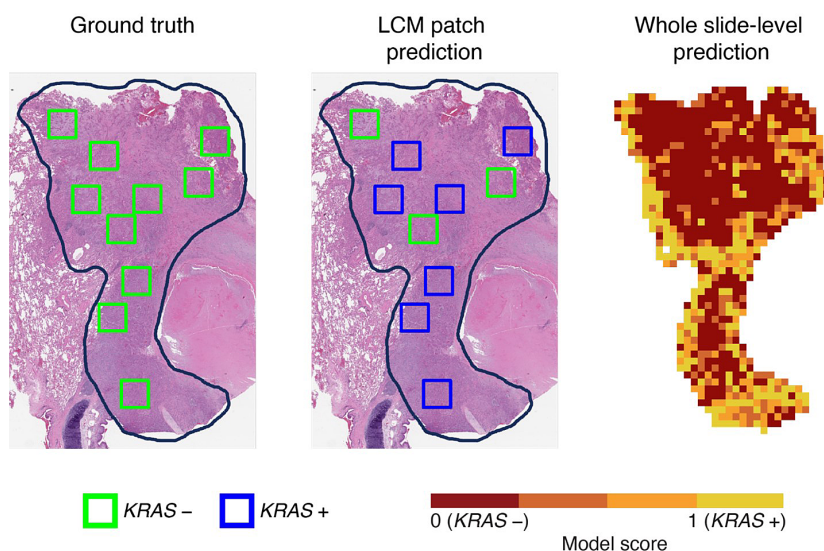 Ground truth
LCM patch
prediction
Whole slide-level
prediction
KRAS –
KRAS +
0 (KRAS –)
1 (KRAS +)
Model score